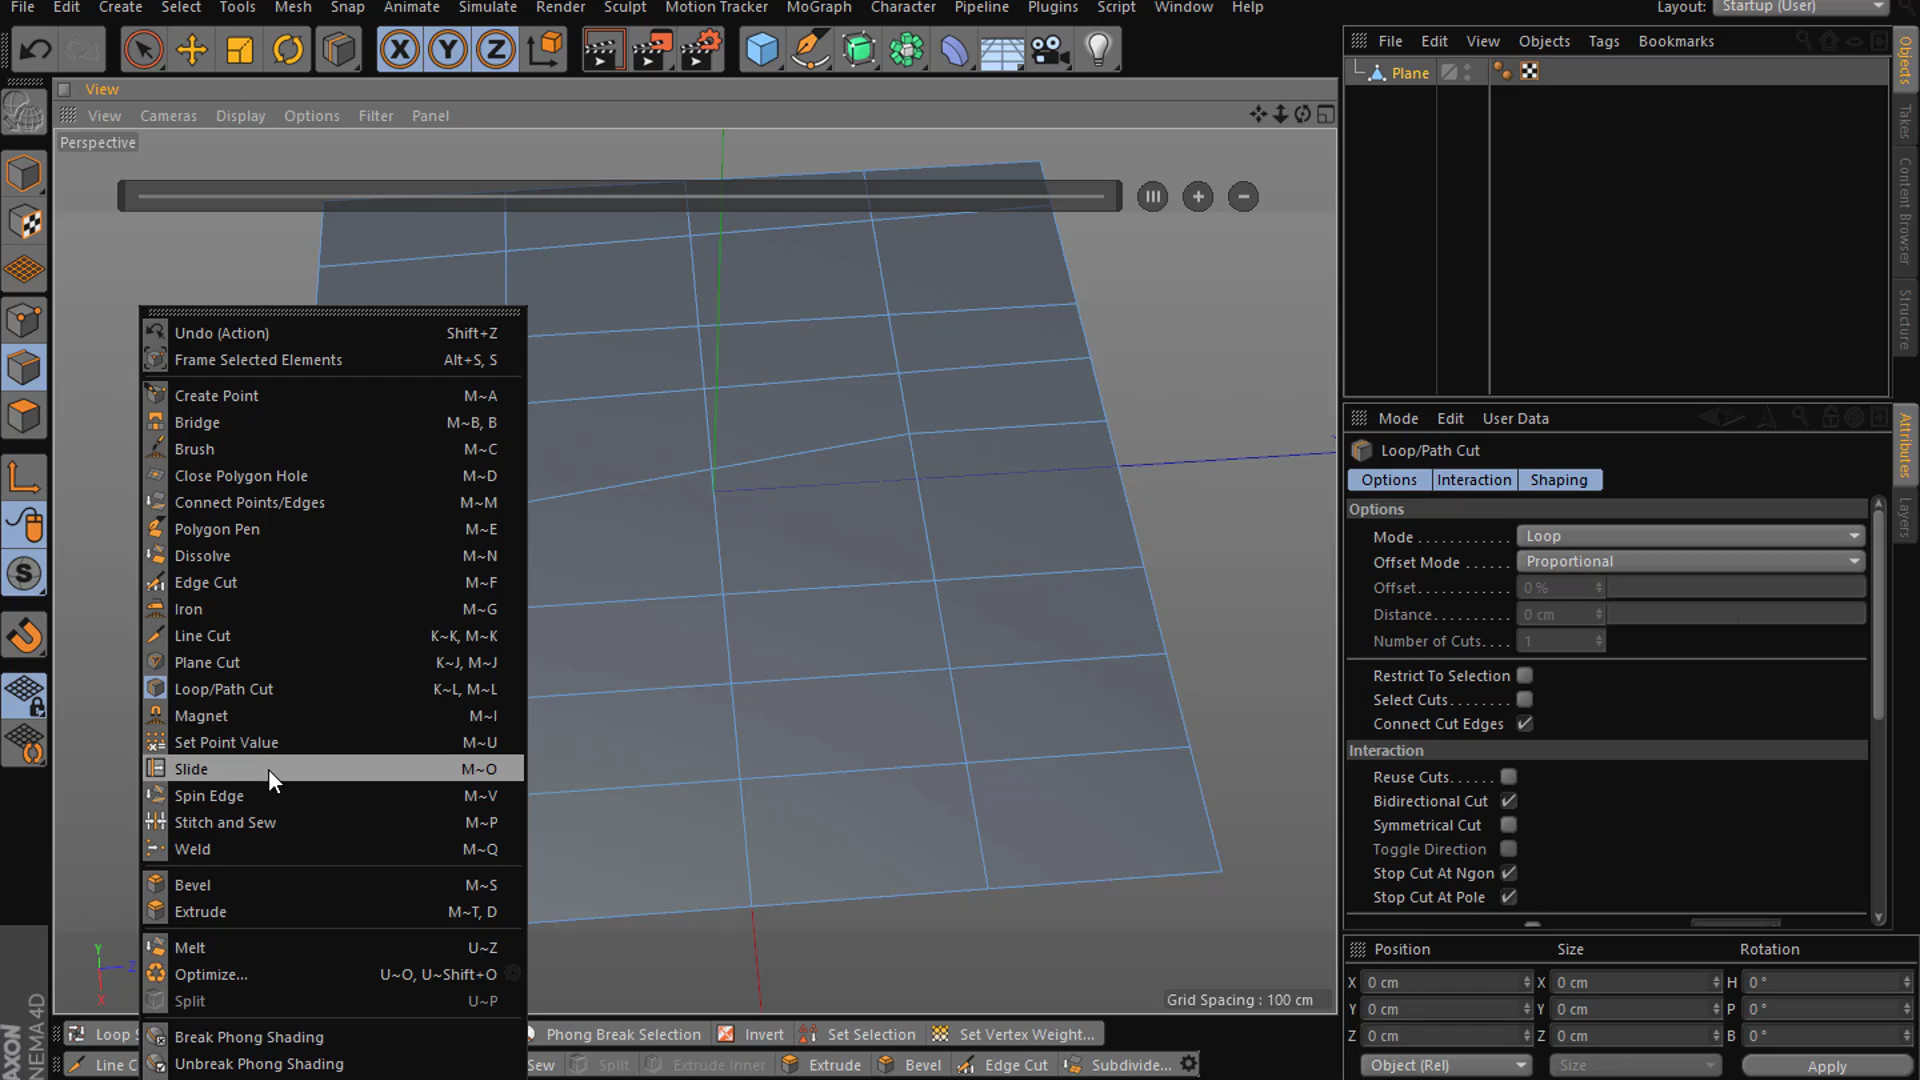 File Edit Create Select Tools Mesh Snap Animate Simulate Render Sculpt Motion Tracker MoGraph Character Pipeline Plugins Script Window Help Layout: Startup (User)
View
View Cameras Display Options Filter Panel
Perspective
Undo (Action) Shift+Z
Frame Selected Elements Alt+S, S
Create Point M~A
Bridge M~B, B
Brush M~C
Close Polygon Hole M~D
Connect Points/Edges M~M
Polygon Pen M~E
Dissolve M~N
Edge Cut M~F
Iron M~G
Line Cut K~K, M~K
Plane Cut K~J, M~J
Loop/Path Cut K~L, M~L
Magnet M~I
Set Point Value M~U
Slide M~O
Spin Edge M~V
Stitch and Sew M~P
Weld M~Q
Bevel M~S
Extrude M~T, D
Melt U~Z
Optimize... U~O, U~Shift+O
Split U~P
Break Phong Shading
Unbreak Phong Shading
Y
Z
X
Grid Spacing : 100 cm
Loop S Phong Break Selection Invert Set Selection Set Vertex Weight...
Line C Sew Split Extrude Inner Extrude Bevel Edge Cut Subdivide...
File Edit View Objects Tags Bookmarks
Plane
Objects
Takes
Content Browser
Structure
Mode Edit User Data
Loop/Path Cut
Options Interaction Shaping
Options
Mode Loop
Offset Mode Proportional
Offset 0 %
Distance 0 cm
Number of Cuts 1
Restrict To Selection
Select Cuts
Connect Cut Edges
Interaction
Reuse Cuts
Bidirectional Cut
Symmetrical Cut
Toggle Direction
Stop Cut At Ngon
Stop Cut At Pole
Attributes
Layers
Position Size Rotation
X 0 cm X 0 cm H 0 °
Y 0 cm Y 0 cm P 0 °
Z 0 cm Z 0 cm B 0 °
Object (Rel) Size Apply
AXON
NEMA4D